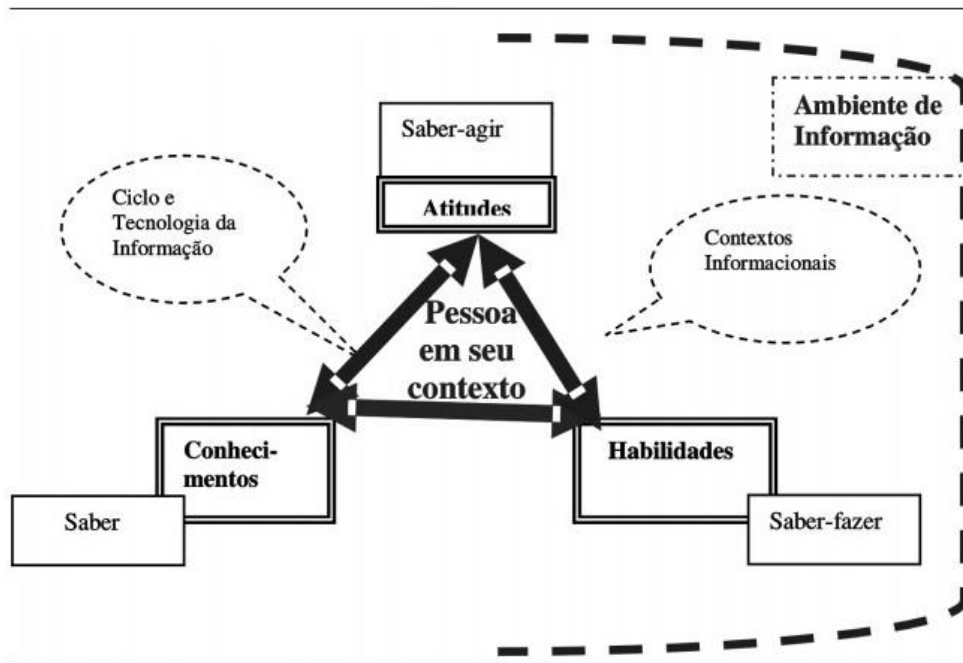 Saber-agir
Atitudes
Ambiente de
Informação
Ciclo e
Tecnologia da
Informação
Contextos
Informacionais
Pessoa
em seu
contexto
Conheci-
mentos
Saber
Habilidades
Saber-fazer